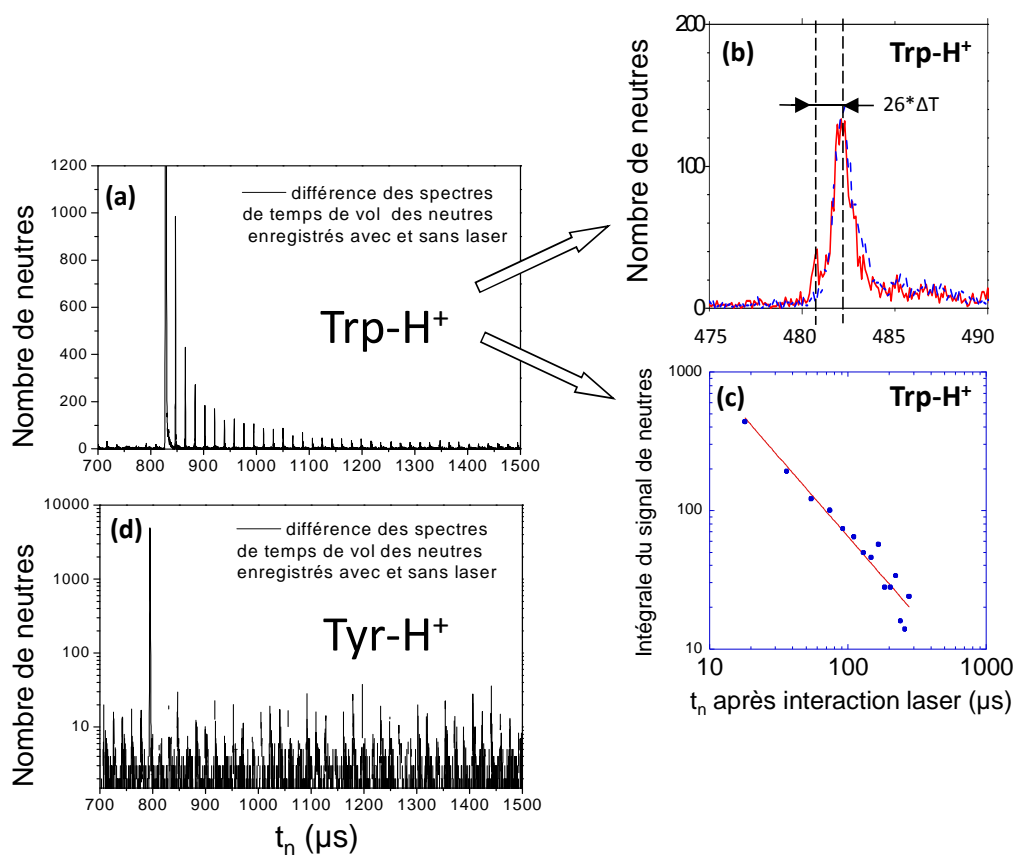 (a)
Nombre de neutres
1200
1000
800
600
400
200
0
différence des spectres
de temps de vol des neutres
enregistrés avec et sans laser
Trp-H⁺
700 800 900 1000 1100 1200 1300 1400 1500
(b)
Trp-H⁺
Nombre de neutres
200
100
0
26*ΔT
475 480 485 490
(c)
Trp-H⁺
Intégrale du signal de neutres
1000
100
10
10 100 1000
tₙ après interaction laser (µs)
(d)
Nombre de neutres
10000
1000
100
10
différence des spectres
de temps de vol des neutres
enregistrés avec et sans laser
Tyr-H⁺
700 800 900 1000 1100 1200 1300 1400 1500
tₙ (µs)